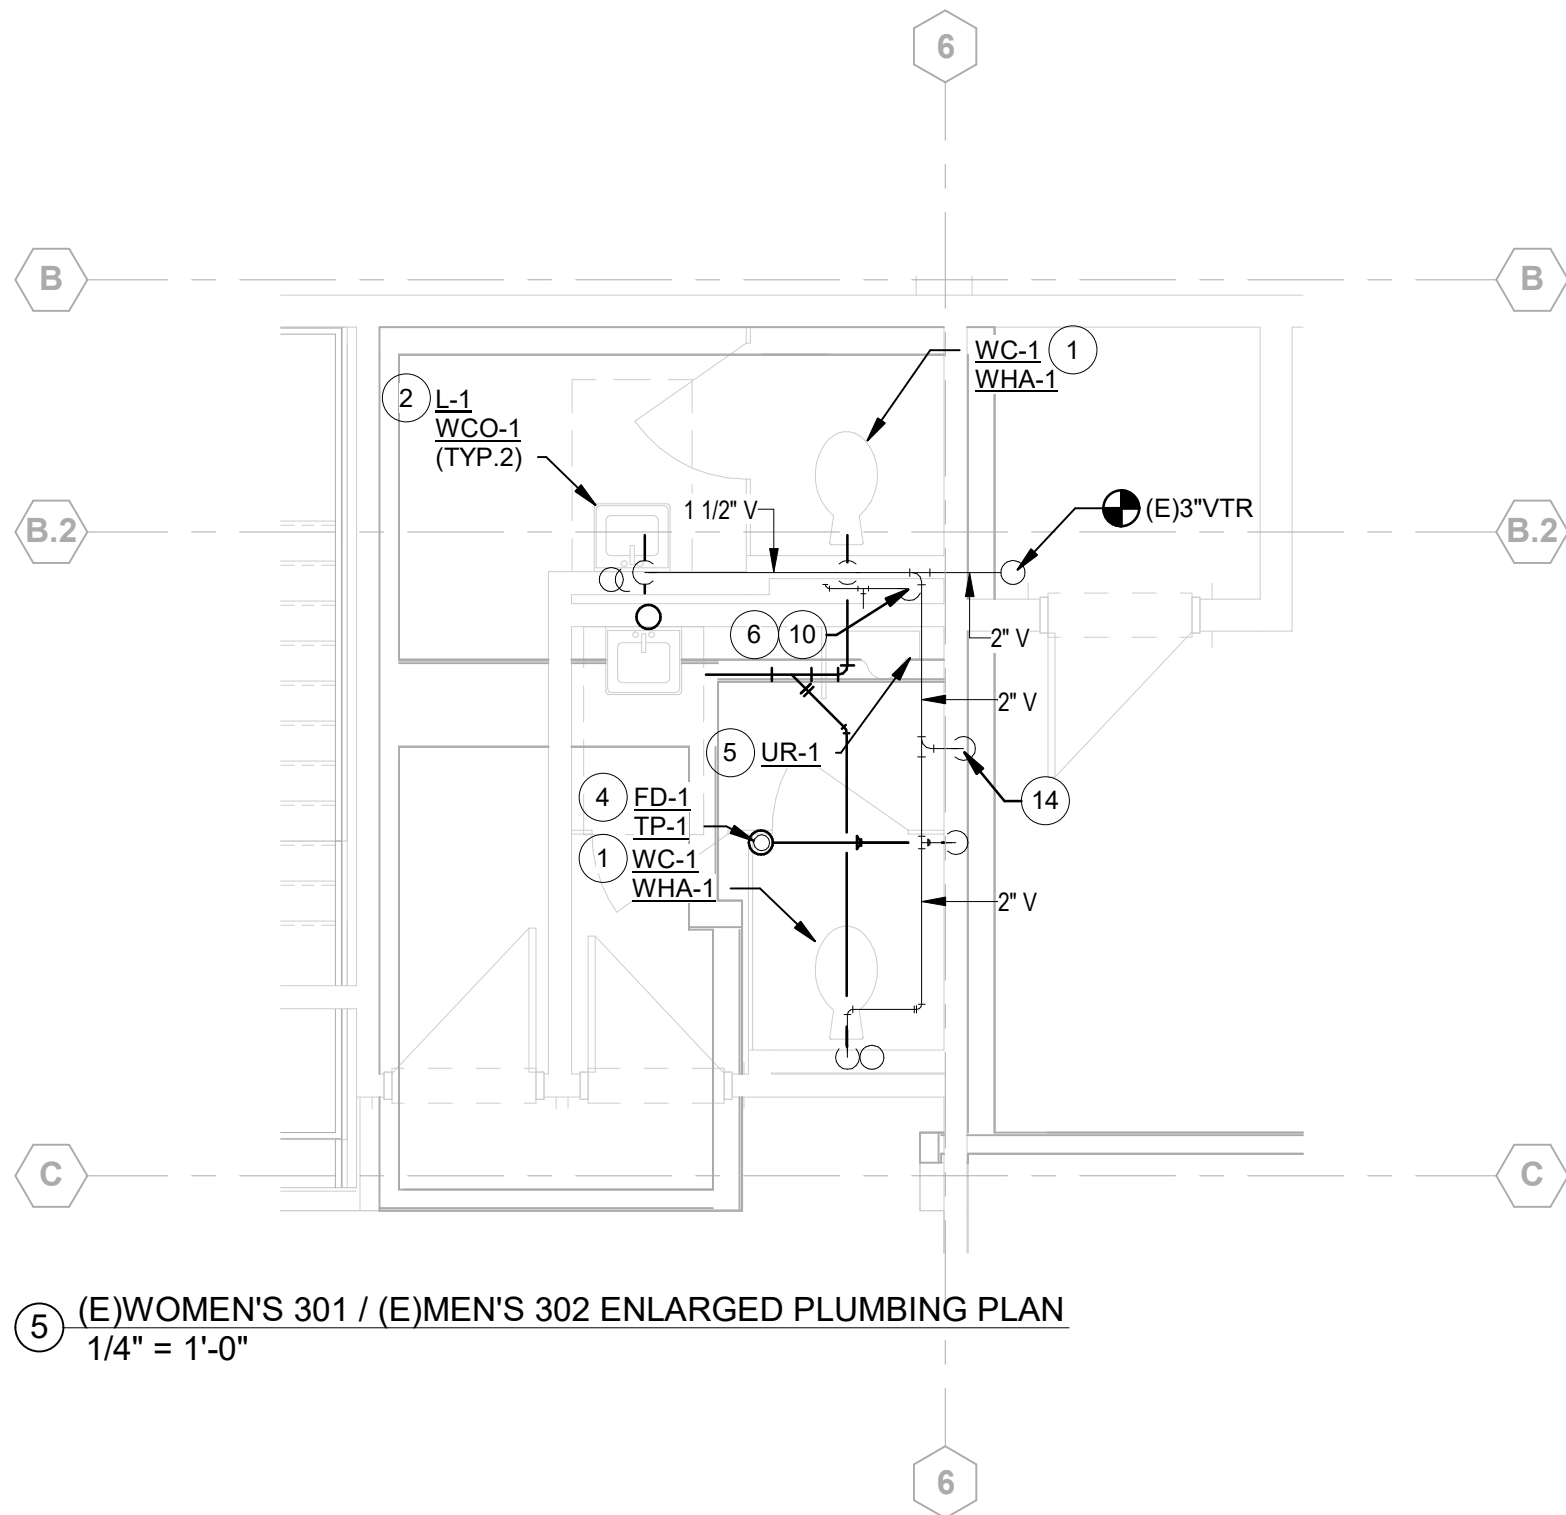 6
B
B
WC-1 1
WHA-1
2 L-1
WCO-1
(TYP.2)
1 1/2" V
(E)3"VTR
B.2
B.2
6 10
2" V
2" V
5 UR-1
4 FD-1
TP-1
14
1 WC-1
WHA-1
2" V
C
C
5 (E)WOMEN'S 301 / (E)MEN'S 302 ENLARGED PLUMBING PLAN
1/4" = 1'-0"
6